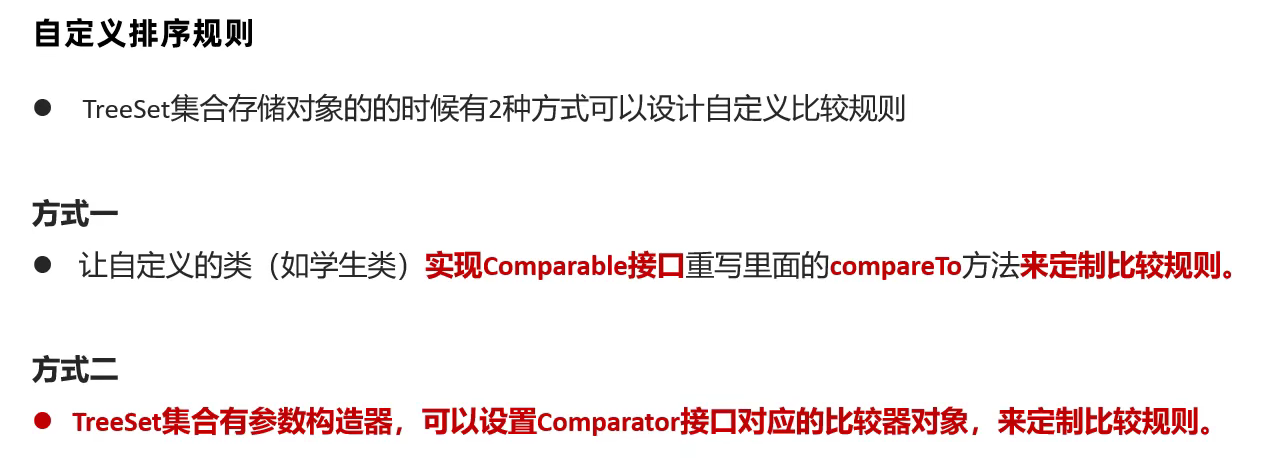 自定义排序规则
● TreeSet集合存储对象的的时候有2种方式可以设计自定义比较规则
方式一
● 让自定义的类（如学生类）实现Comparable接口重写里面的compareTo方法来定制比较规则。
方式二
● TreeSet集合有参数构造器，可以设置Comparator接口对应的比较器对象，来定制比较规则。